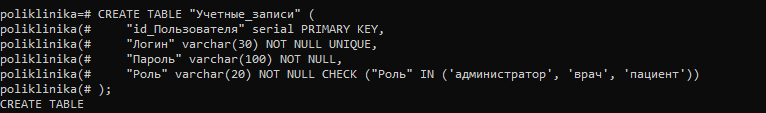 poliklinika=# CREATE TABLE "Учетные_записи" (
poliklinika(#     "id_Пользователя" serial PRIMARY KEY,
poliklinika(#     "Логин" varchar(30) NOT NULL UNIQUE,
poliklinika(#     "Пароль" varchar(100) NOT NULL,
poliklinika(#     "Роль" varchar(20) NOT NULL CHECK ("Роль" IN ('администратор', 'врач', 'пациент'))
poliklinika(# );
CREATE TABLE